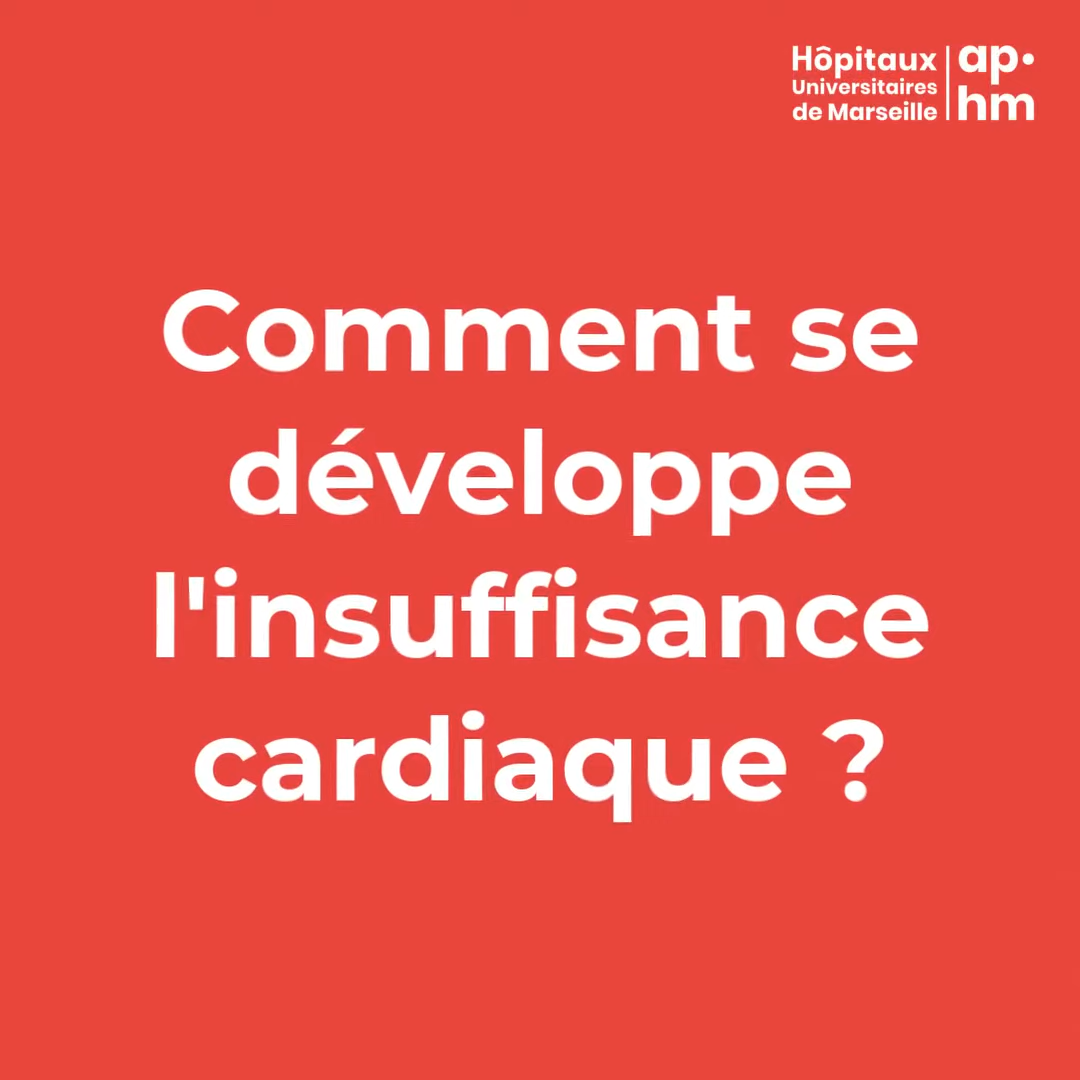 Hôpitaux
Universitaires
de Marseille
ap·
hm
Comment se
développe
l'insuffisance
cardiaque ?